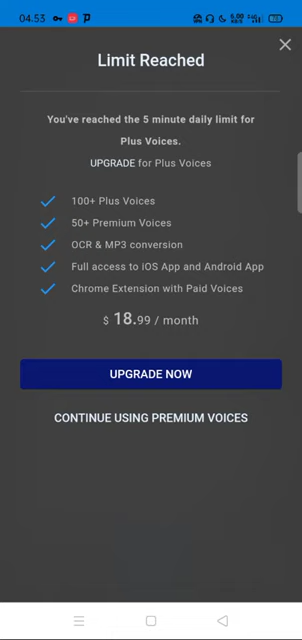 04.53
Limit Reached
You've reached the 5 minute daily limit for
Plus Voices.
UPGRADE for Plus Voices
100+ Plus Voices
50+ Premium Voices
OCR & MP3 conversion
Full access to iOS App and Android App
Chrome Extension with Paid Voices
$ 18.99 / month
UPGRADE NOW
CONTINUE USING PREMIUM VOICES